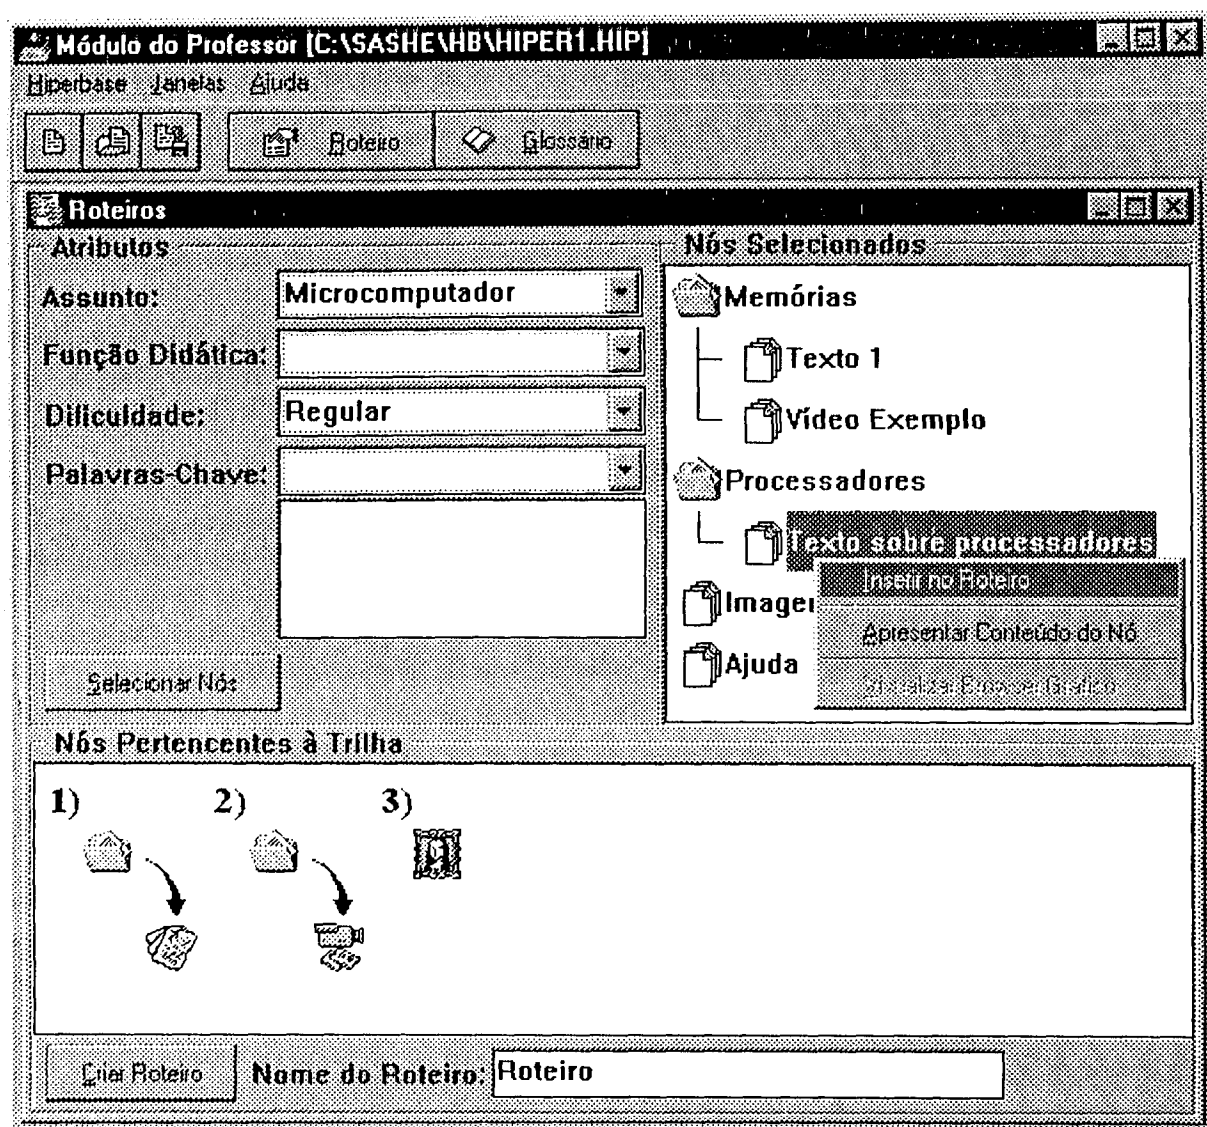 Módulo do Professor [C:\SASHE\HB\HIPER1.HIP]
Hiperbase Janelas Ajuda
Roteiro Glossário
Roteiros
Atributos
Nós Selecionados
Assunto: Microcomputador
Memórias
Função Didática:
Texto 1
Dificuldade: Regular
Vídeo Exemplo
Palavras-Chave:
Processadores
Texto sobre processadores
Inserir no Roteiro
Apresentar Conteúdo do Nó
Ajuda
Browser Gráfico
Selecionar Nós
Nós Pertencentes à Trilha
1) 2) 3)
Criar Roteiro Nome do Roteiro: Roteiro